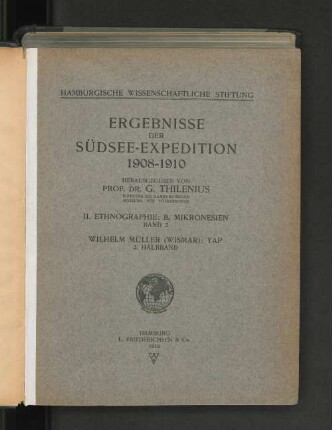 HAMBURGISCHE WISSENSCHAFTLICHE STIFTUNG
ERGEBNISSE
DER
SÜDSEE-EXPEDITION
1908-1910
HERAUSGEGEBEN VON
PROF. DR. G. THILENIUS
II. ETHNOGRAPHIE: B. MIKRONESIEN
BAND 2
WILHELM MÜLLER (WISMAR): YAP
2. HALBBAND
HAMBURG
L. FRIEDERICHSEN & Co.